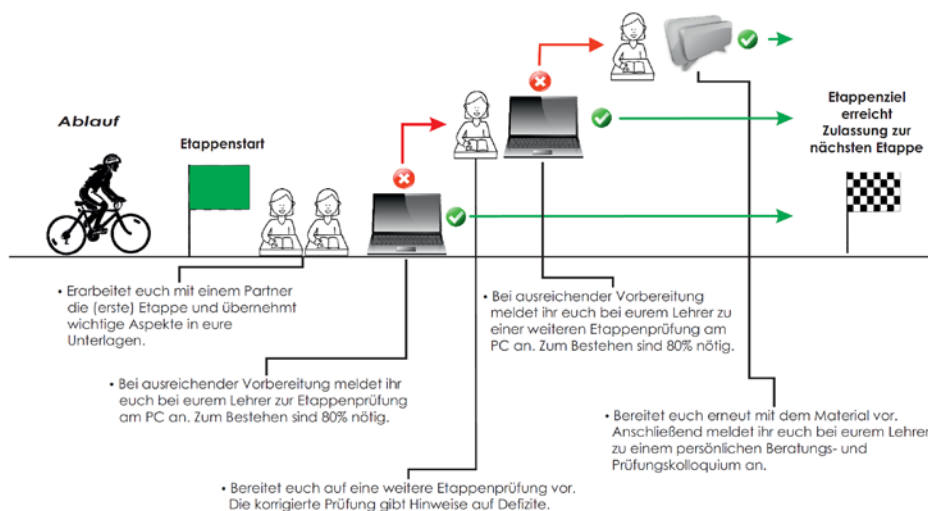 Ablauf
Etappenstart
Etappenziel
erreicht
Zulassung zur
nächsten Etappe
• Erarbeitet euch mit einem Partner
die (erste) Etappe und übernehmt
wichtige Aspekte in eure
Unterlagen.
• Bei ausreichender Vorbereitung
meldet ihr euch bei eurem Lehrer zu
einer weiteren Etappenprüfung am
PC an. Zum Bestehen sind 80% nötig.
• Bei ausreichender Vorbereitung meldet ihr
euch bei eurem Lehrer zur Etappenprüfung
am PC an. Zum Bestehen sind 80% nötig.
• Bereitet euch erneut mit dem Material vor.
Anschließend meldet ihr euch bei eurem Lehrer
zu einem persönlichen Beratungs- und
Prüfungskolloquium an.
• Bereitet euch auf eine weitere Etappenprüfung vor.
Die korrigierte Prüfung gibt Hinweise auf Defizite.